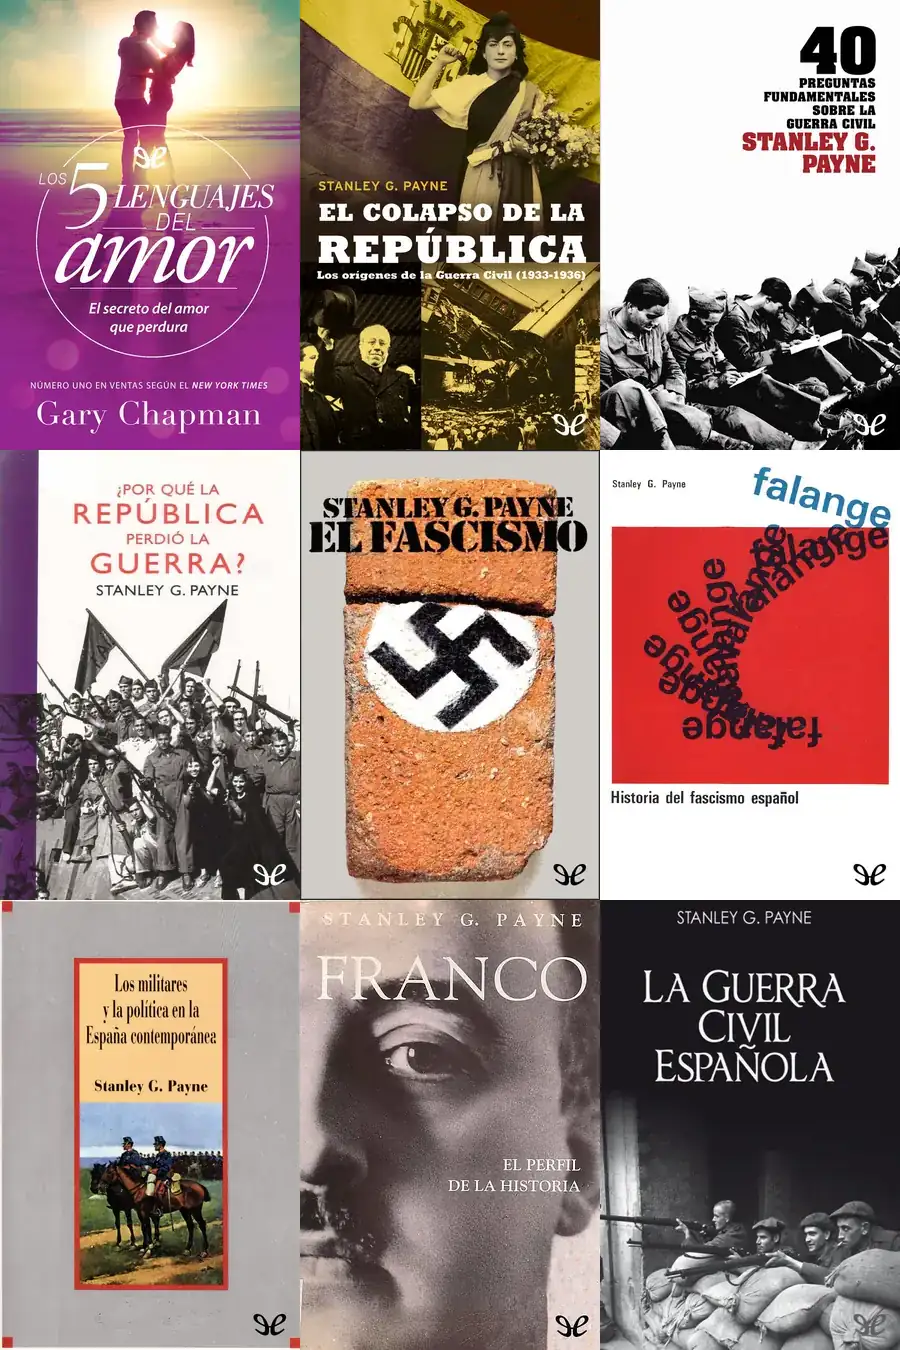 LOS 5 LENGUAJES
DEL
amor
El secreto del amor
que perdura
NÚMERO UNO EN VENTAS SEGÚN EL NEW YORK TIMES
Gary Chapman
STANLEY G. PAYNE
EL COLAPSO DE LA
REPÚBLICA
Los orígenes de la Guerra Civil (1933-1936)
40
PREGUNTAS
FUNDAMENTALES
SOBRE LA
GUERRA CIVIL
STANLEY G.
PAYNE
¿POR QUÉ LA
REPÚBLICA
PERDIÓ LA
GUERRA?
STANLEY G. PAYNE
STANLEY G. PAYNE
EL FASCISMO
Stanley G. Payne
falange
falange
falange
falange
falange
Historia del fascismo español
Los militares
y la política en la
España contemporánea
Stanley G. Payne
STANLEY G. PAYNE
FRANCO
EL PERFIL
DE LA HISTORIA
STANLEY G. PAYNE
LA GUERRA
CIVIL
ESPAÑOLA